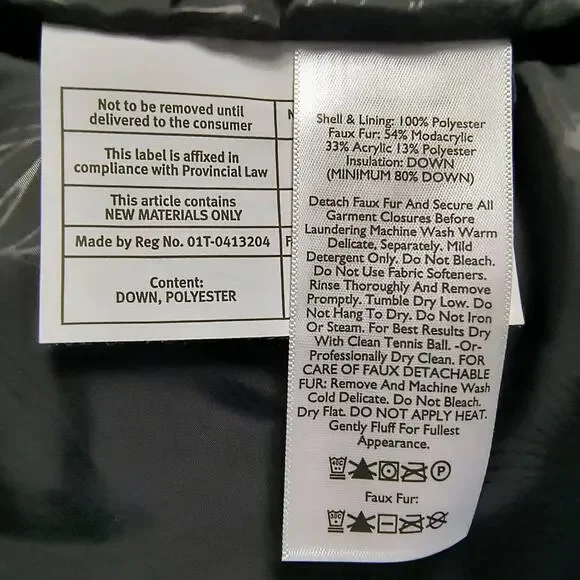 Not to be removed until
delivered to the consumer
This label is affixed in
compliance with Provincial Law
This article contains
NEW MATERIALS ONLY
Made by Reg No. 01T-0413204
Content:
DOWN, POLYESTER
N
F
Shell & Lining: 100% Polyester
Faux Fur: 54% Modacrylic
33% Acrylic 13% Polyester
Insulation: DOWN
(MINIMUM 80% DOWN)
Detach Faux Fur And Secure All
Garment Closures Before
Laundering Machine Wash Warm
Delicate, Separately. Mild
Detergent Only. Do Not Bleach.
Do Not Use Fabric Softeners.
Rinse Thoroughly And Remove
Promptly. Tumble Dry Low. Do
Not Hang To Dry. Do Not Iron
Or Steam. For Best Results Dry
With Clean Tennis Ball. -Or-
Professionally Dry Clean. FOR
CARE OF FAUX DETACHABLE
FUR: Remove And Machine Wash
Cold Delicate. Do Not Bleach.
Dry Flat. DO NOT APPLY HEAT.
Gently Fluff For Fullest
Appearance.
P
Faux Fur: